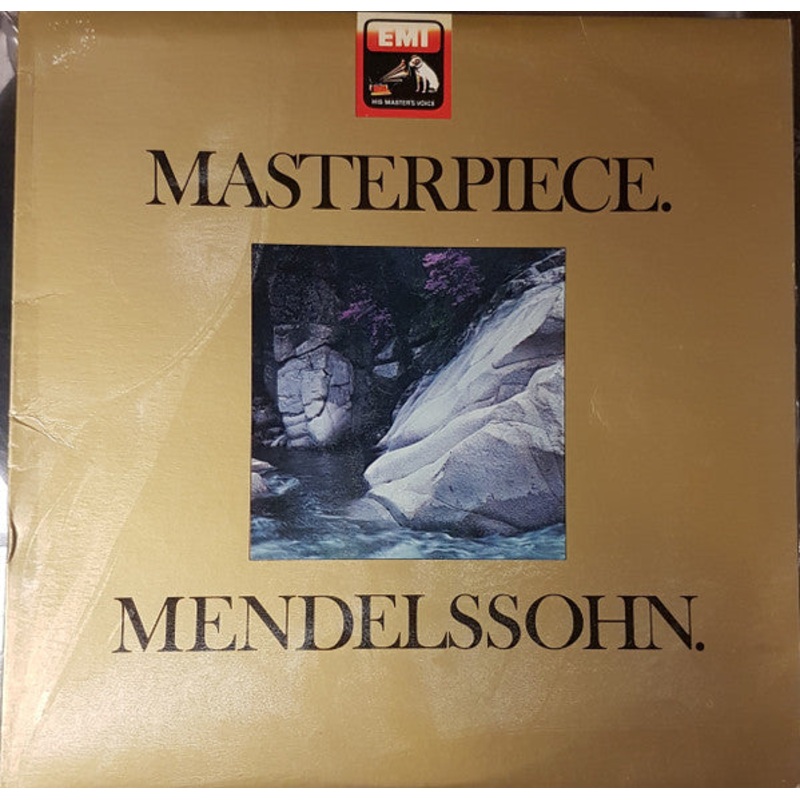 EMI
HIS MASTER'S VOICE
MASTERPIECE.
MENDELSSOHN.